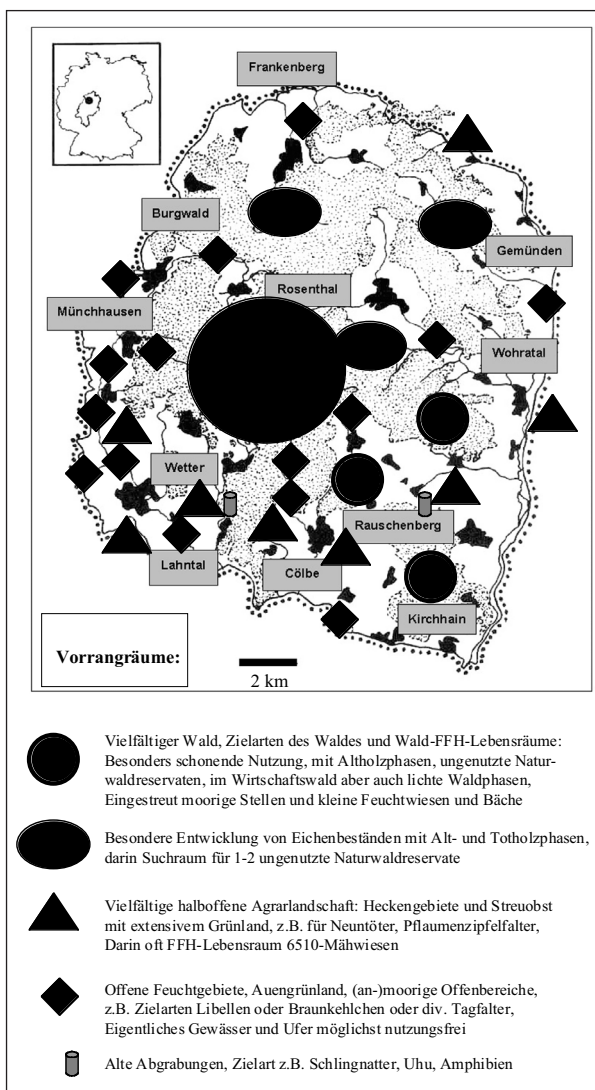 Frankenberg
Burgwald
Gemünden
Rosenthal
Münchhausen
Wohratal
Wetter
Rauschenberg
Lahntal
Cölbe
Kirchhain
Vorrangräume:
2 km
Vielfältiger Wald, Zielarten des Waldes und Wald-FFH-Lebensräume:
Besonders schonende Nutzung, mit Altholzphasen, ungenutzte Natur-
waldreservaten, im Wirtschaftswald aber auch lichte Waldphasen,
Eingestreut moorige Stellen und kleine Feuchtwiesen und Bäche
Besondere Entwicklung von Eichenbeständen mit Alt- und Totholzphasen,
darin Suchraum für 1-2 ungenutzte Naturwaldreservate
Vielfältige halboffene Agrarlandschaft: Heckengebiete und Streuobst
mit extensivem Grünland, z.B. für Neuntöter, Pflaumenzipfelfalter,
Darin oft FFH-Lebensraum 6510-Mähwiesen
Offene Feuchtgebiete, Auengrünland, (an-)moorige Offenbereiche,
z.B. Zielarten Libellen oder Braunkehlchen oder div. Tagfalter,
Eigentliches Gewässer und Ufer möglichst nutzungsfrei
Alte Abgrabungen, Zielart z.B. Schlingnatter, Uhu, Amphibien